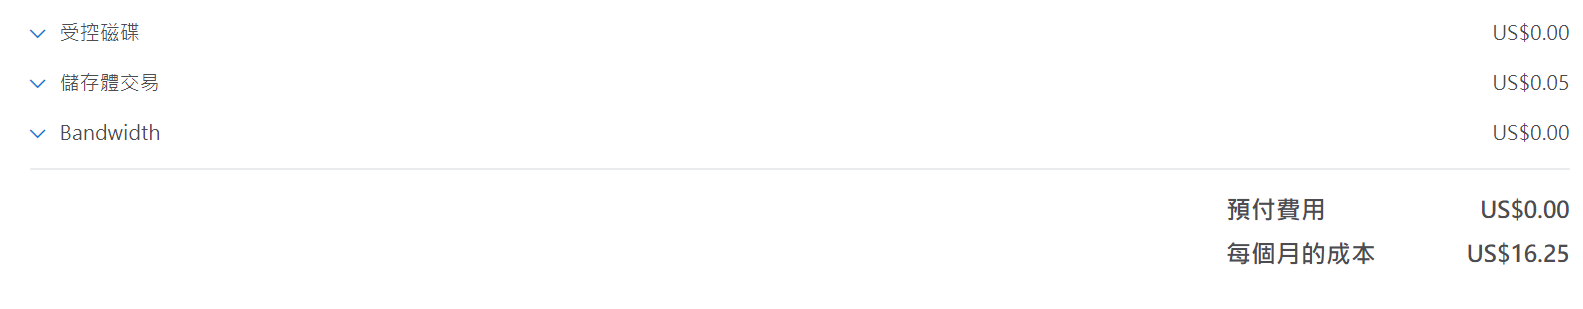 受控磁碟 US$0.00
儲存體交易 US$0.05
Bandwidth US$0.00
預付費用 US$0.00
每個月的成本 US$16.25